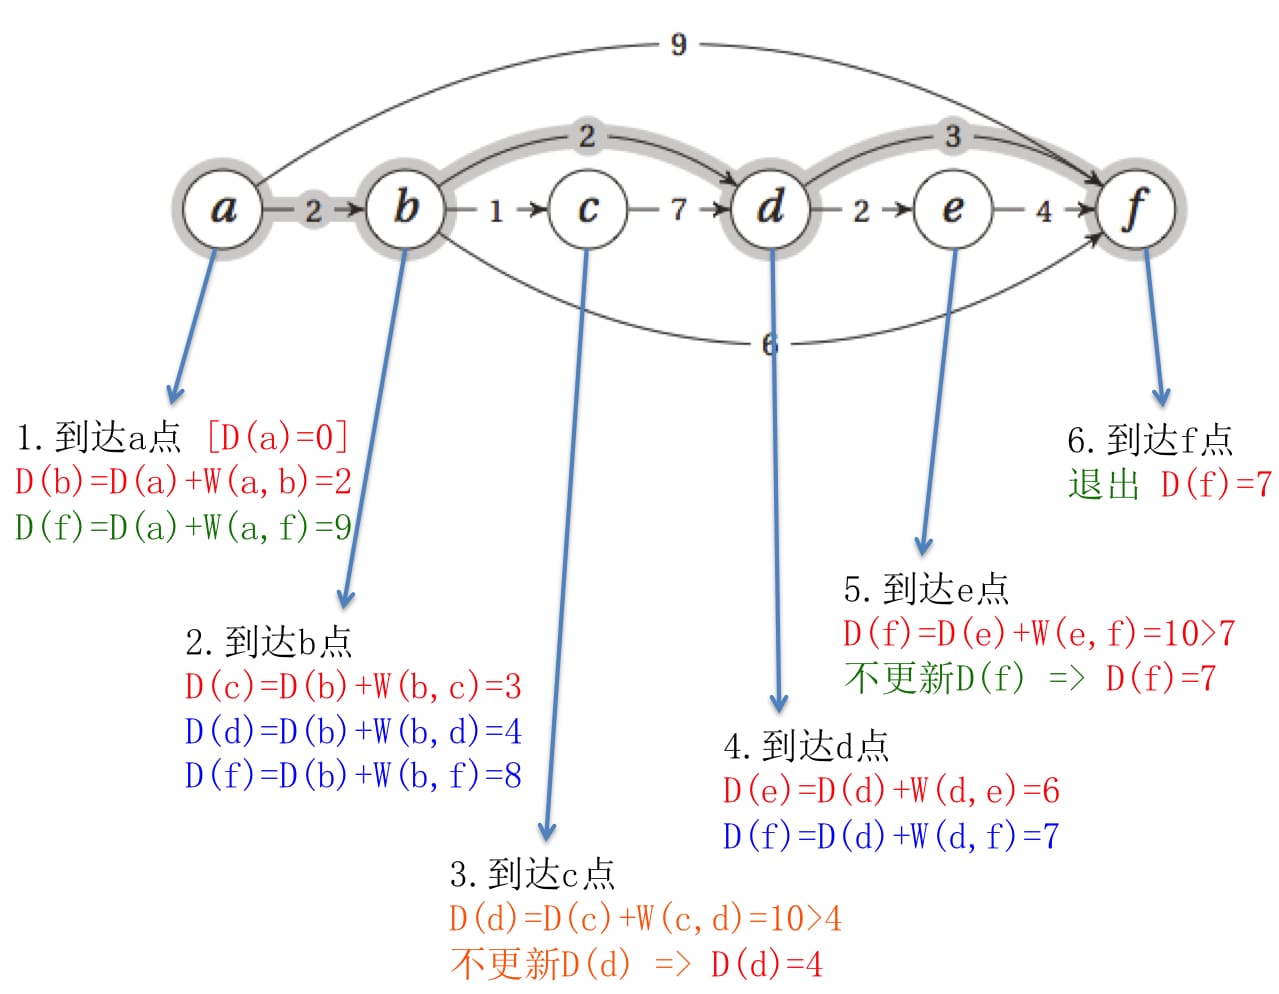 9
2
3
a
2
b
1
c
7
d
2
e
4
f
6
1.到达a点 [D(a)=0]
D(b)=D(a)+W(a,b)=2
D(f)=D(a)+W(a,f)=9
2.到达b点
D(c)=D(b)+W(b,c)=3
D(d)=D(b)+W(b,d)=4
D(f)=D(b)+W(b,f)=8
3.到达c点
D(d)=D(c)+W(c,d)=10>4
不更新D(d) => D(d)=4
4.到达d点
D(e)=D(d)+W(d,e)=6
D(f)=D(d)+W(d,f)=7
5.到达e点
D(f)=D(e)+W(e,f)=10>7
不更新D(f) => D(f)=7
6.到达f点
退出 D(f)=7